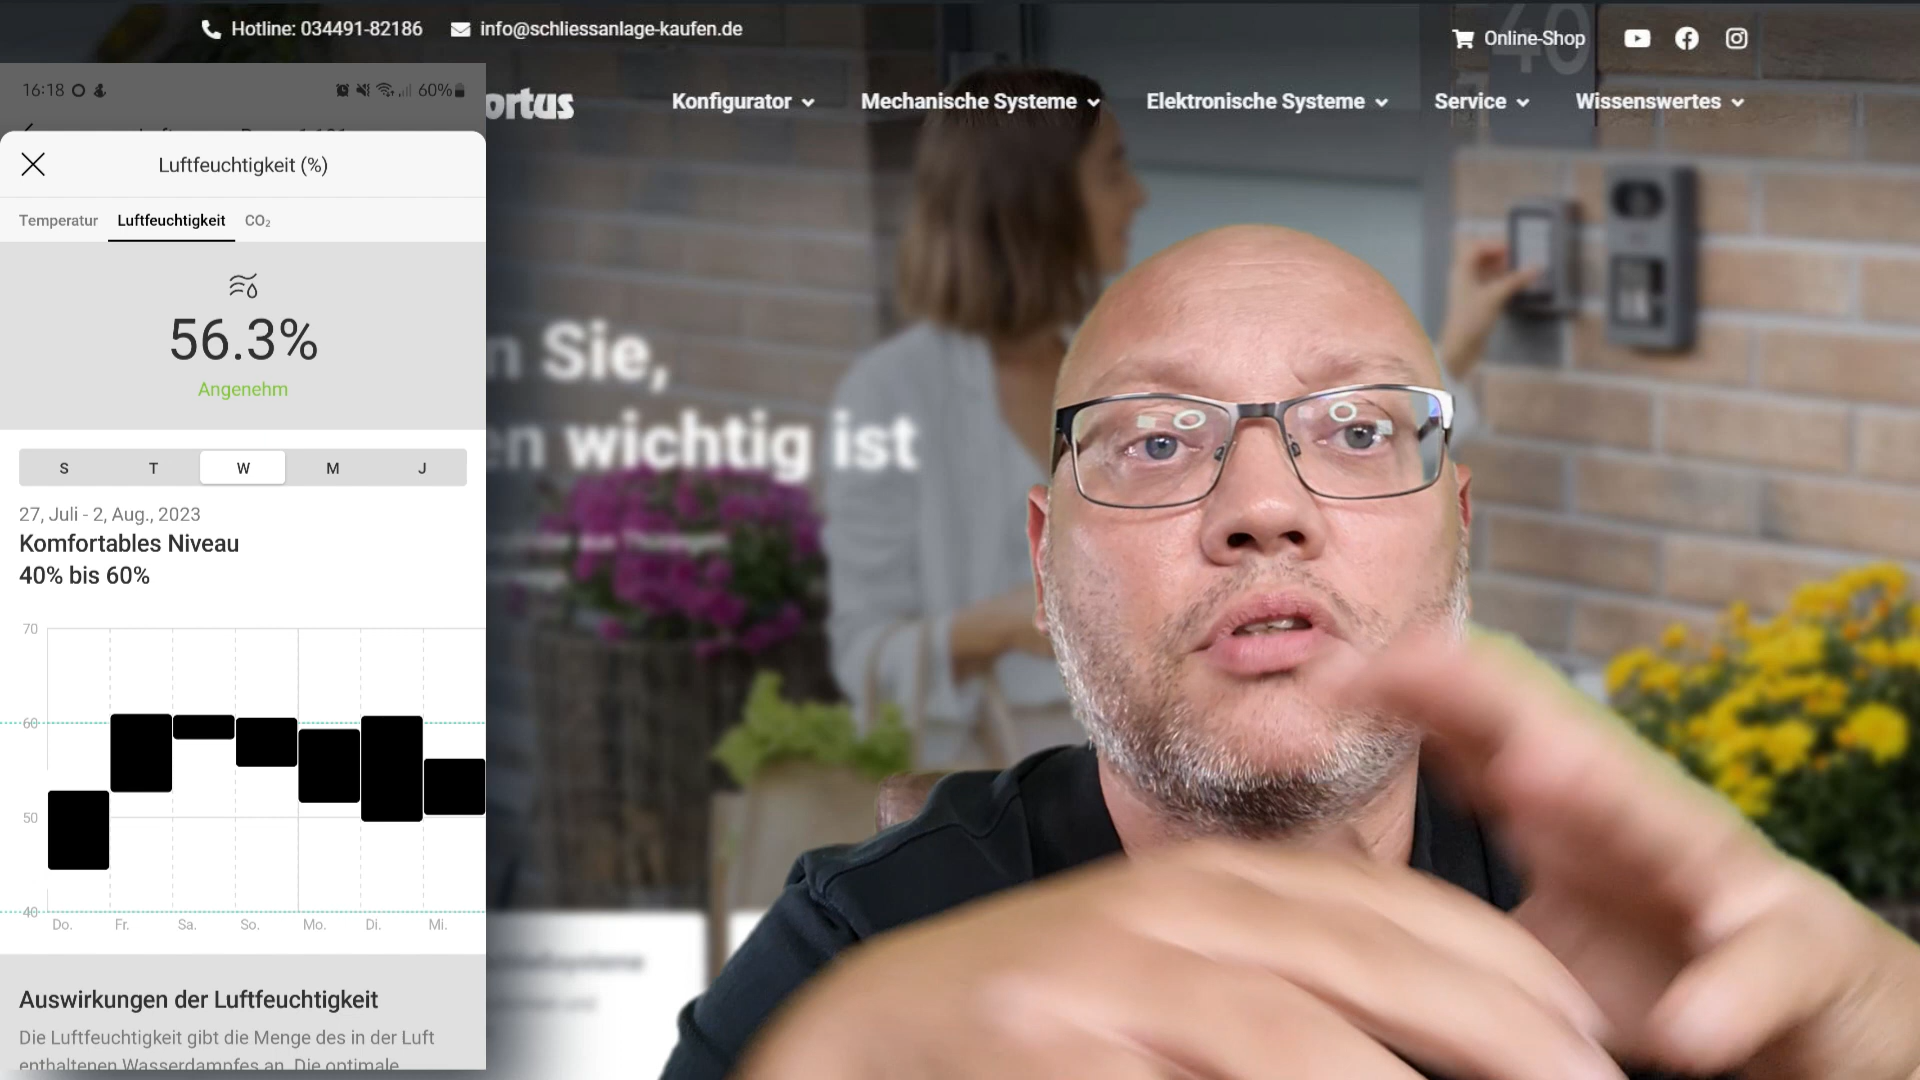 Hotline: 034491-82186
info@schliessanlage-kaufen.de
Online-Shop
40
16:18
60%
ortus
Konfigurator
Mechanische Systeme
Elektronische Systeme
Service
Wissenswertes
Luftfeuchtigkeit (%)
Temperatur
Luftfeuchtigkeit
CO₂
56.3%
Angenehm
n Sie,
en wichtig ist
S
T
W
M
J
27, Juli - 2, Aug., 2023
Komfortables Niveau
40% bis 60%
70
60
50
40
Do.
Fr.
Sa.
So.
Mo.
Di.
Mi.
Auswirkungen der Luftfeuchtigkeit
Die Luftfeuchtigkeit gibt die Menge des in der Luft
enthaltenen Wasserdampfes an. Die optimale